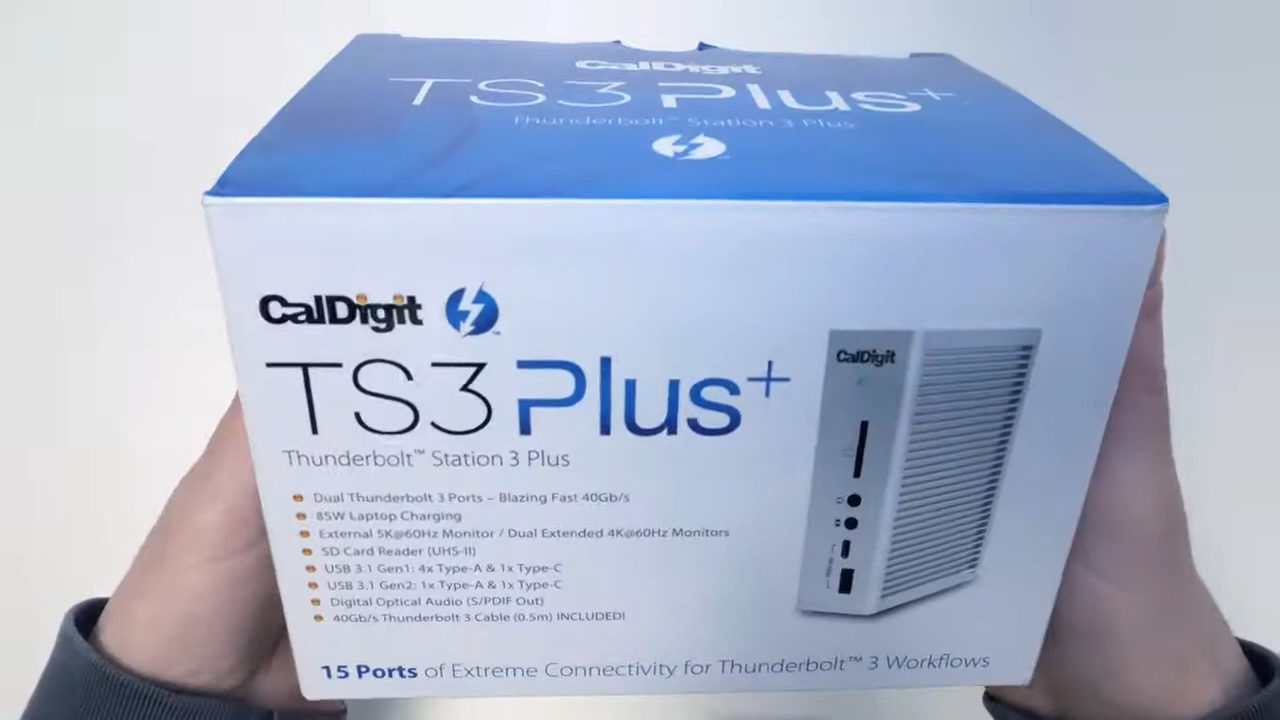 CalDigit
TS3 Plus+
Thunderbolt™ Station 3 Plus
CalDigit
TS3 Plus+
Thunderbolt™ Station 3 Plus
Dual Thunderbolt 3 Ports – Blazing Fast 40Gb/s
85W Laptop Charging
External 5K@60Hz Monitor / Dual Extended 4K@60Hz Monitors
SD Card Reader (UHS-II)
USB 3.1 Gen1: 4x Type-A & 1x Type-C
USB 3.1 Gen2: 1x Type-A & 1x Type-C
Digital Optical Audio (S/PDIF Out)
40Gb/s Thunderbolt 3 Cable (0.5m) INCLUDED!
15 Ports of Extreme Connectivity for Thunderbolt™ 3 Workflows
CalDigit